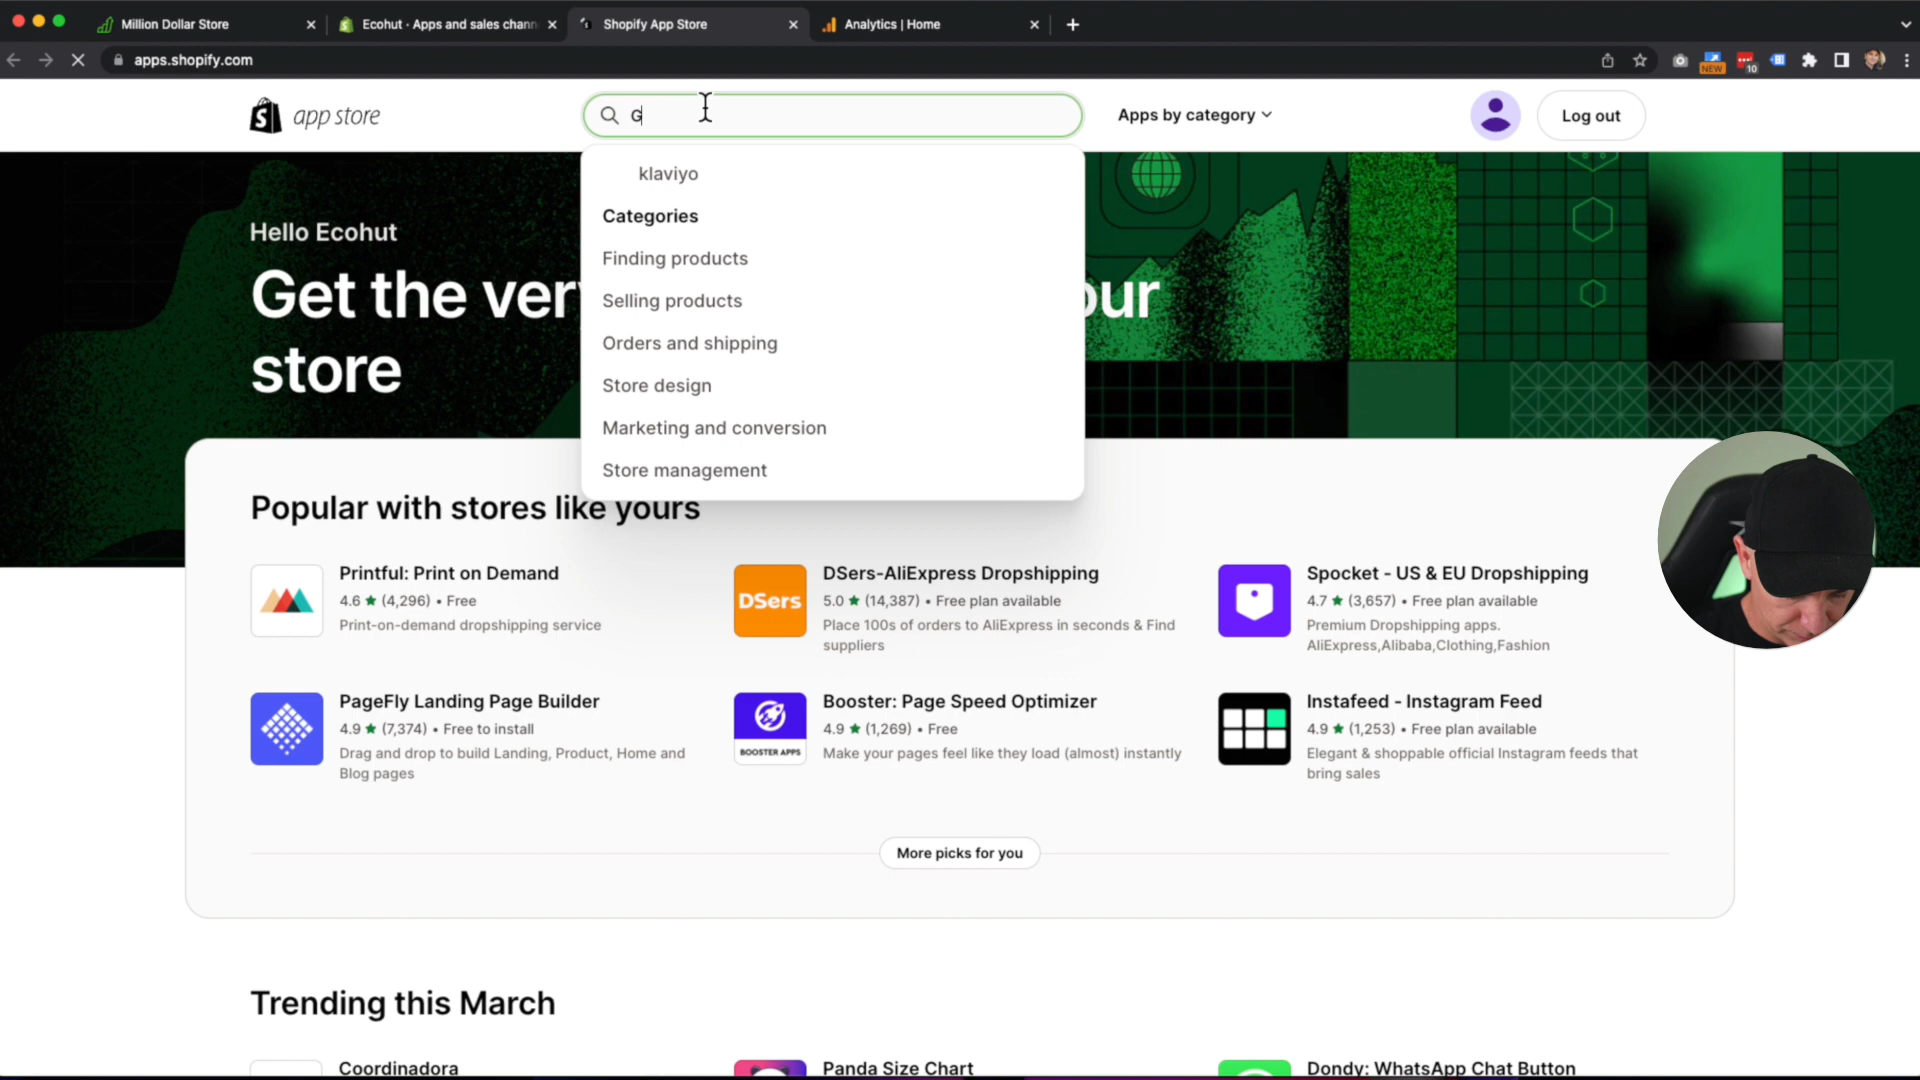 Million Dollar Store
Ecohut · Apps and sales chann
Shopify App Store
Analytics | Home
apps.shopify.com
NEW
10
app store
G
Apps by category
Log out
klaviyo
Categories
Finding products
Selling products
Orders and shipping
Store design
Marketing and conversion
Store management
Hello Ecohut
Get the very
our
store
Popular with stores like yours
Printful: Print on Demand
4.6 ★ (4,296) • Free
Print-on-demand dropshipping service
DSers
DSers-AliExpress Dropshipping
5.0 ★ (14,387) • Free plan available
Place 100s of orders to AliExpress in seconds & Find
suppliers
Spocket - US & EU Dropshipping
4.7 ★ (3,657) • Free plan available
Premium Dropshipping apps.
AliExpress,Alibaba,Clothing,Fashion
PageFly Landing Page Builder
4.9 ★ (7,374) • Free to install
Drag and drop to build Landing, Product, Home and
Blog pages
BOOSTER APPS
Booster: Page Speed Optimizer
4.9 ★ (1,269) • Free
Make your pages feel like they load (almost) instantly
Instafeed - Instagram Feed
4.9 ★ (1,253) • Free plan available
Elegant & shoppable official Instagram feeds that
bring sales
More picks for you
Trending this March
Coordinadora
Panda Size Chart
Dondy: WhatsApp Chat Button